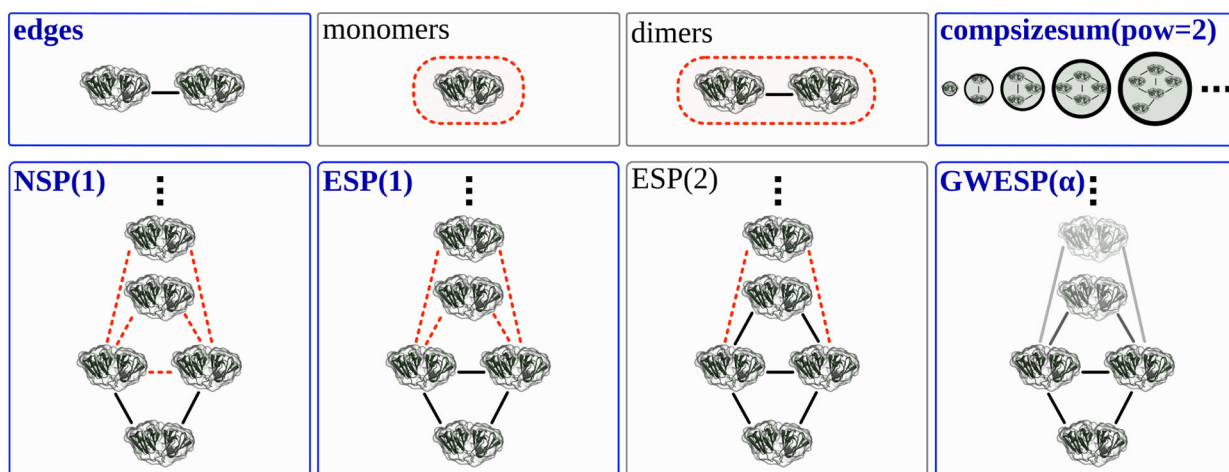 edges
monomers
dimers
compsizesum(pow=2)
NSP(1)
ESP(1)
ESP(2)
GWESP(α)